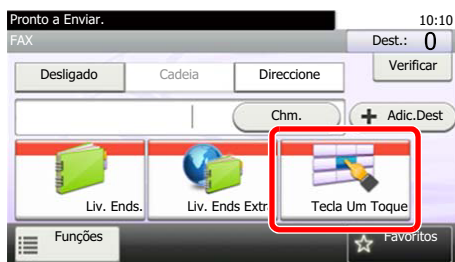 Pronto a Enviar. 10:10
FAX Dest.: 0
Desligado Cadeia Direccione Verificar
Chm. Adic.Dest
Liv. Ends. Liv. Ends Extr. Tecla Um Toque
Funções Favoritos